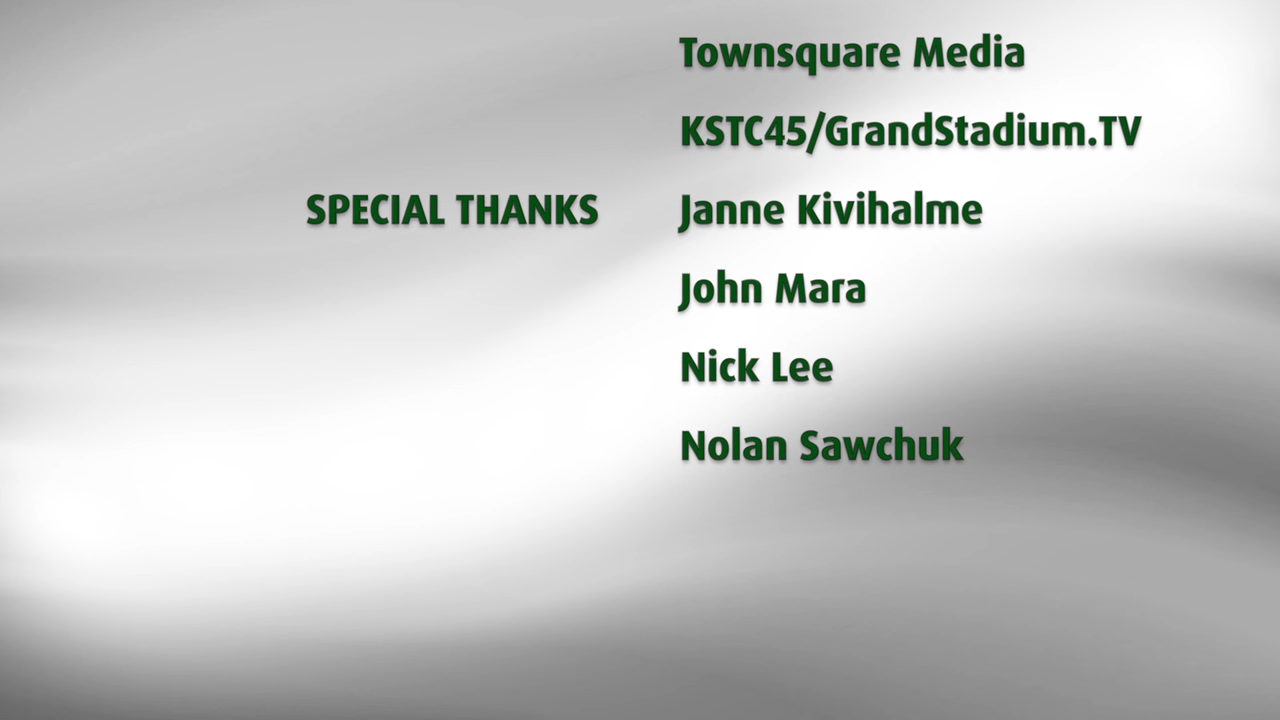 Townsquare Media
KSTC45/GrandStadium.TV
SPECIAL THANKS Janne Kivihalme
John Mara
Nick Lee
Nolan Sawchuk